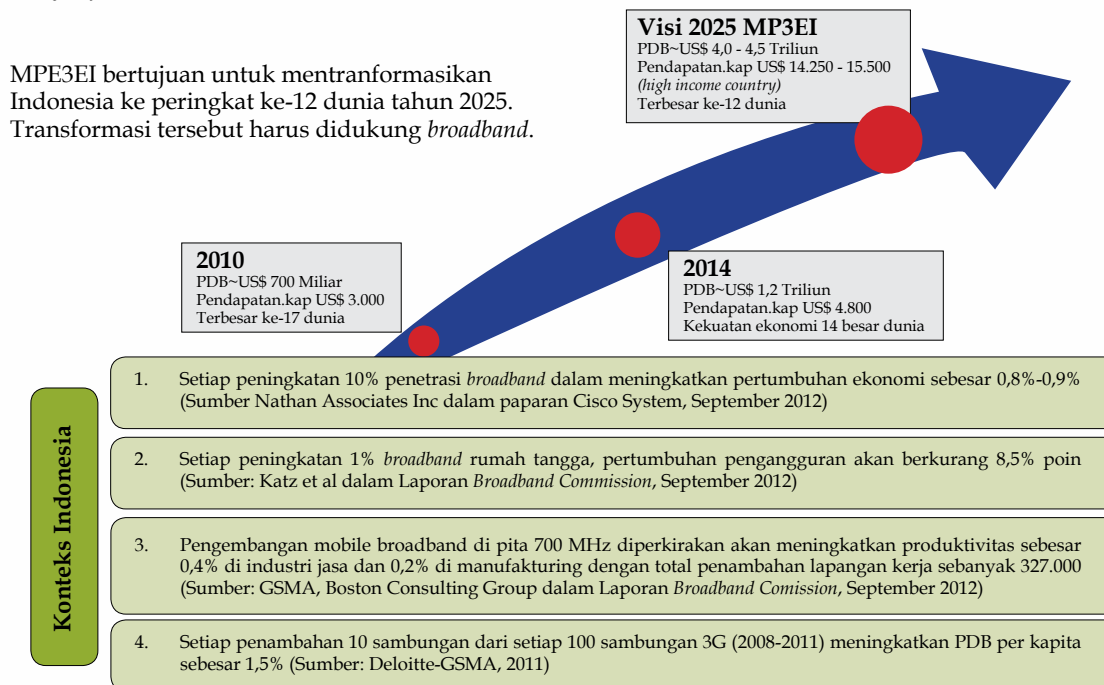 Visi 2025 MP3EI
PDB~US$ 4,0 - 4,5 Triliun
Pendapatan.kap US$ 14.250 - 15.500
(high income country)
Terbesar ke-12 dunia
MPE3EI bertujuan untuk mentranformasikan
Indonesia ke peringkat ke-12 dunia tahun 2025.
Transformasi tersebut harus didukung broadband.
2010
PDB~US$ 700 Miliar
Pendapatan.kap US$ 3.000
Terbesar ke-17 dunia
2014
PDB~US$ 1,2 Triliun
Pendapatan.kap US$ 4.800
Kekuatan ekonomi 14 besar dunia
Konteks Indonesia
1. Setiap peningkatan 10% penetrasi broadband dalam meningkatkan pertumbuhan ekonomi sebesar 0,8%-0,9%
(Sumber Nathan Associates Inc dalam paparan Cisco System, September 2012)
2. Setiap peningkatan 1% broadband rumah tangga, pertumbuhan pengangguran akan berkurang 8,5% poin
(Sumber: Katz et al dalam Laporan Broadband Commission, September 2012)
3. Pengembangan mobile broadband di pita 700 MHz diperkirakan akan meningkatkan produktivitas sebesar
0,4% di industri jasa dan 0,2% di manufakturing dengan total penambahan lapangan kerja sebanyak 327.000
(Sumber: GSMA, Boston Consulting Group dalam Laporan Broadband Comission, September 2012)
4. Setiap penambahan 10 sambungan dari setiap 100 sambungan 3G (2008-2011) meningkatkan PDB per kapita
sebesar 1,5% (Sumber: Deloitte-GSMA, 2011)